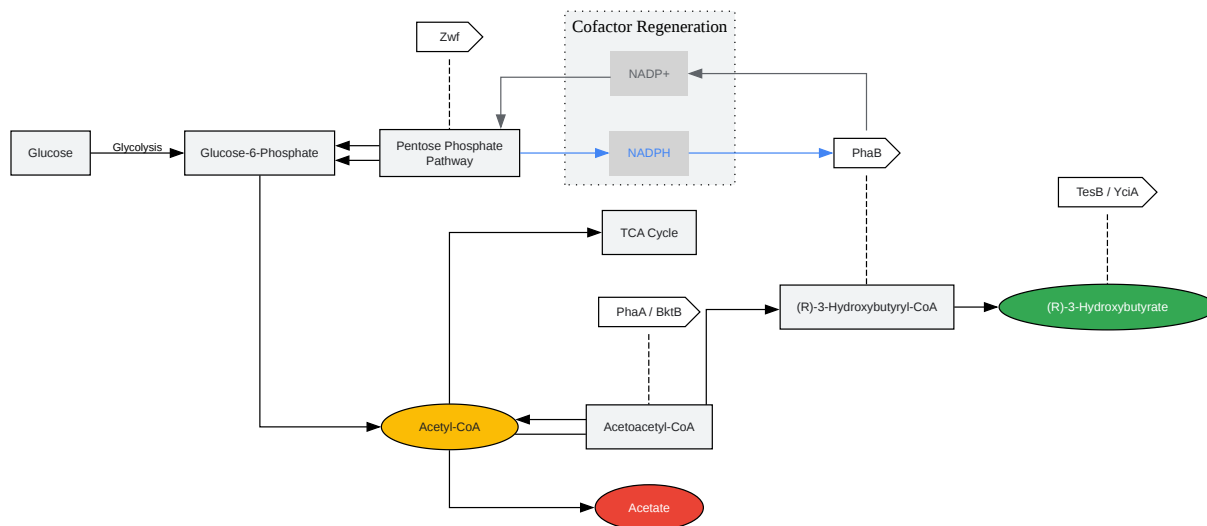 Cofactor Regeneration
Zwf
NADP+
Glucose
Glycolysis
Glucose-6-Phosphate
Pentose Phosphate
Pathway
NADPH
PhaB
TesB / YciA
TCA Cycle
PhaA / BktB
(R)-3-Hydroxybutyryl-CoA
(R)-3-Hydroxybutyrate
Acetyl-CoA
Acetoacetyl-CoA
Acetate